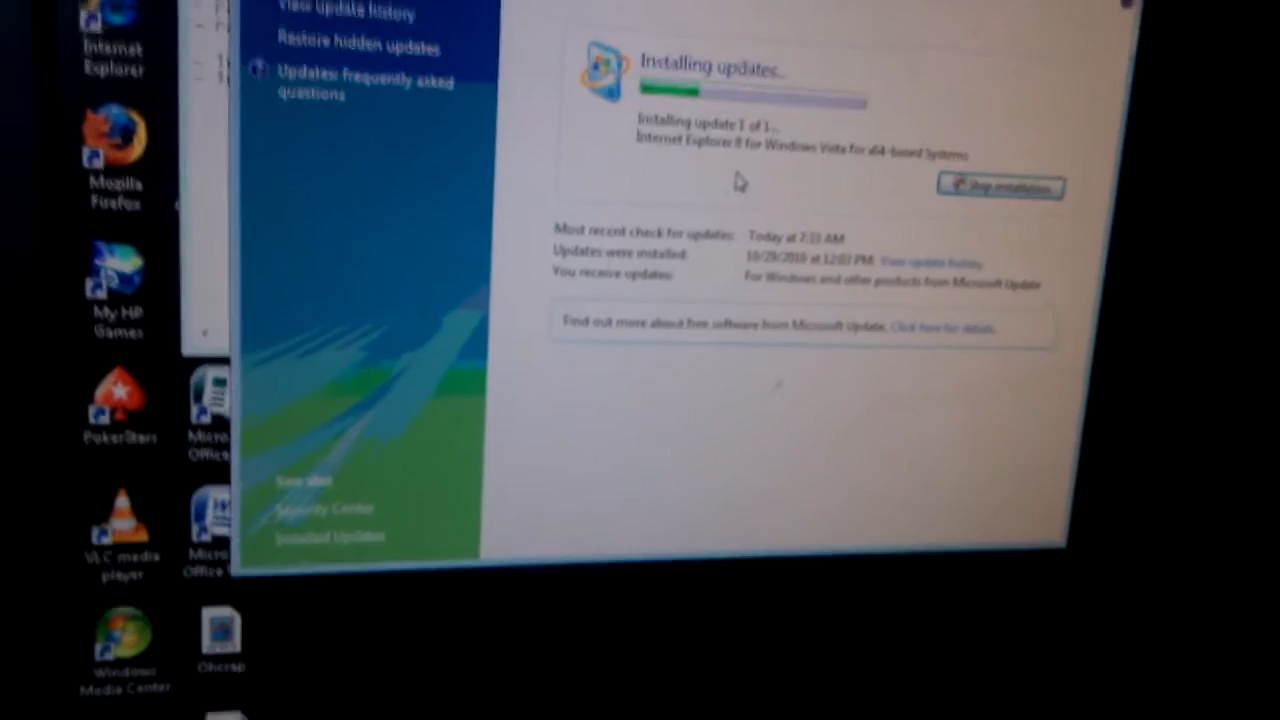 Internet
Explorer
Mozilla
Firefox
My HP
Games
PokerStars
VLC media
player
Windows
Media Center
Micro
Office
Micro
Office
Ohcrap
View update history
Restore hidden updates
Updates: frequently asked
questions
See also
Security Center
Installed Updates
Installing updates...
Installing update 1 of 1...
Internet Explorer 8 for Windows Vista for x64-based Systems
Stop installation
Most recent check for updates: Today at 7:33 AM
Updates were installed: 10/29/2010 at 12:03 PM. View update history
You receive updates: For Windows and other products from Microsoft Update
Find out more about free software from Microsoft Update. Click here for details.